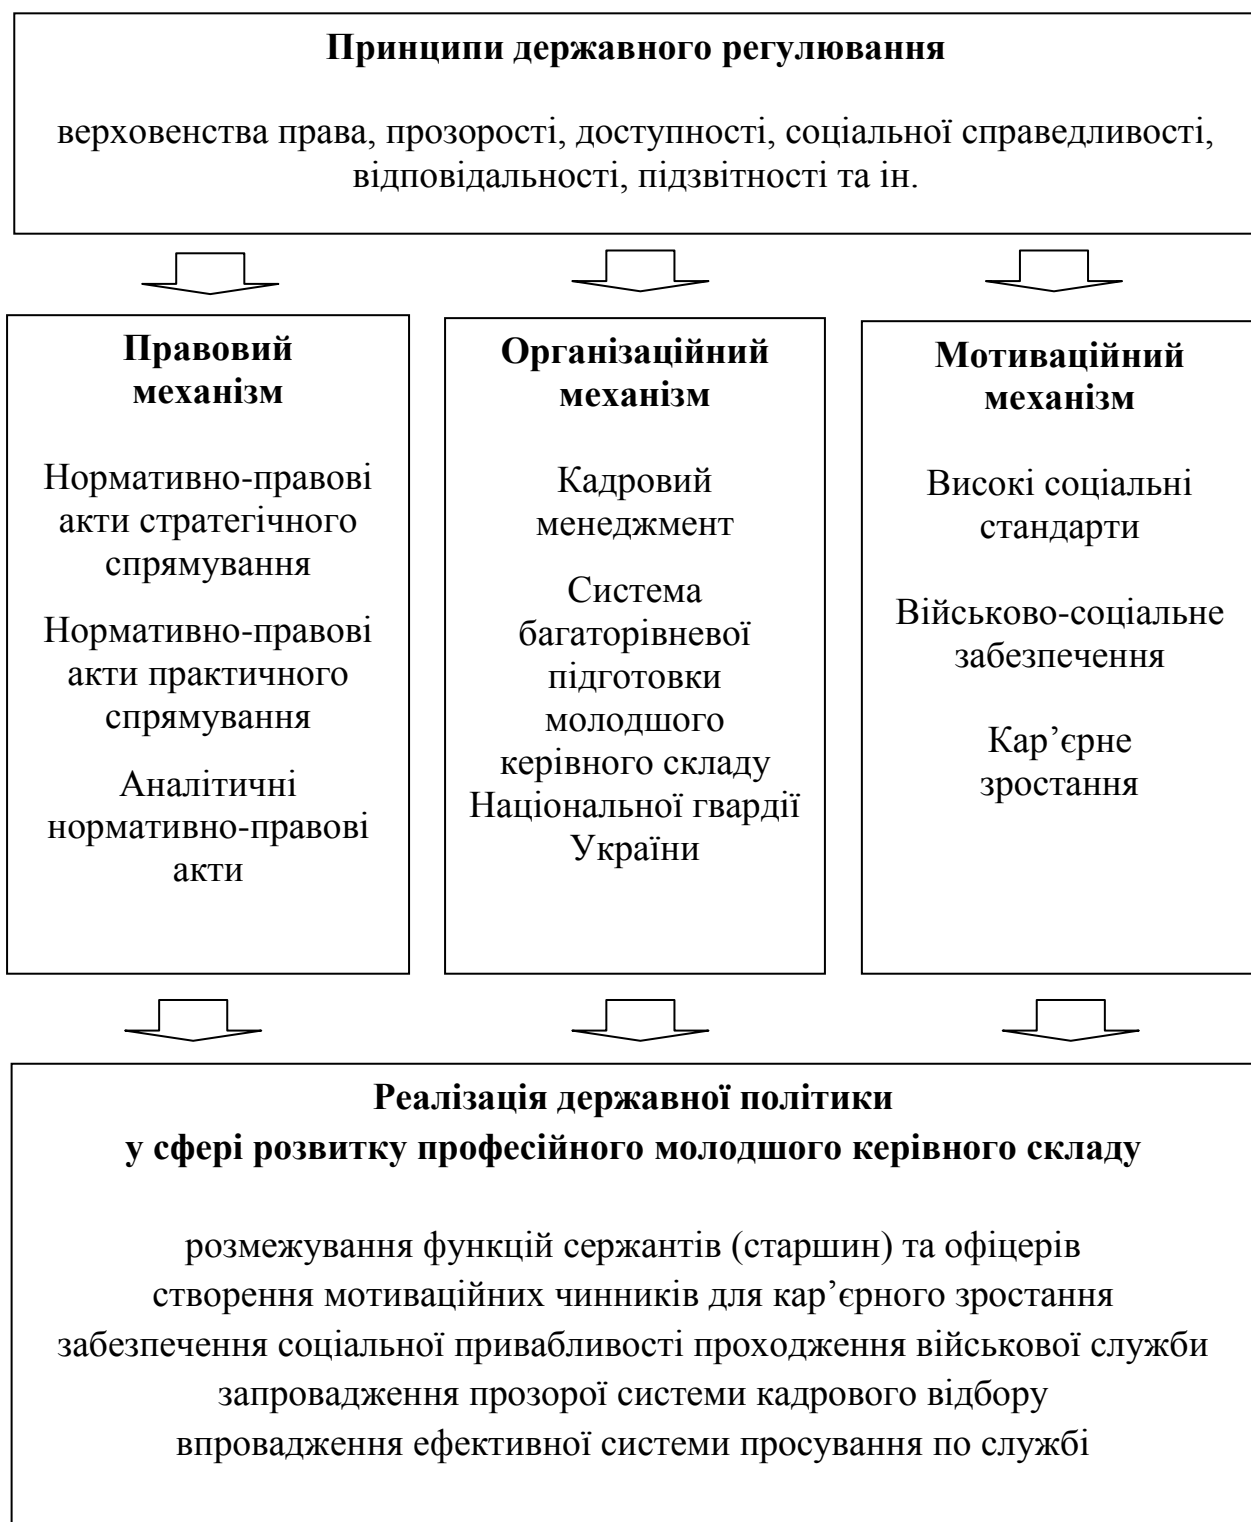 Принципи державного регулювання
верховенства права, прозорості, доступності, соціальної справедливості,
відповідальності, підзвітності та ін.
Правовий
механізм
Нормативно-правові
акти стратегічного
спрямування
Нормативно-правові
акти практичного
спрямування
Аналітичні
нормативно-правові
акти
Організаційний
механізм
Кадровий
менеджмент
Система
багаторівневої
підготовки
молодшого
керівного складу
Національної гвардії
України
Мотиваційний
механізм
Високі соціальні
стандарти
Військово-соціальне
забезпечення
Кар’єрне
зростання
Реалізація державної політики
у сфері розвитку професійного молодшого керівного складу
розмежування функцій сержантів (старшин) та офіцерів
створення мотиваційних чинників для кар’єрного зростання
забезпечення соціальної привабливості проходження військової служби
запровадження прозорої системи кадрового відбору
впровадження ефективної системи просування по службі